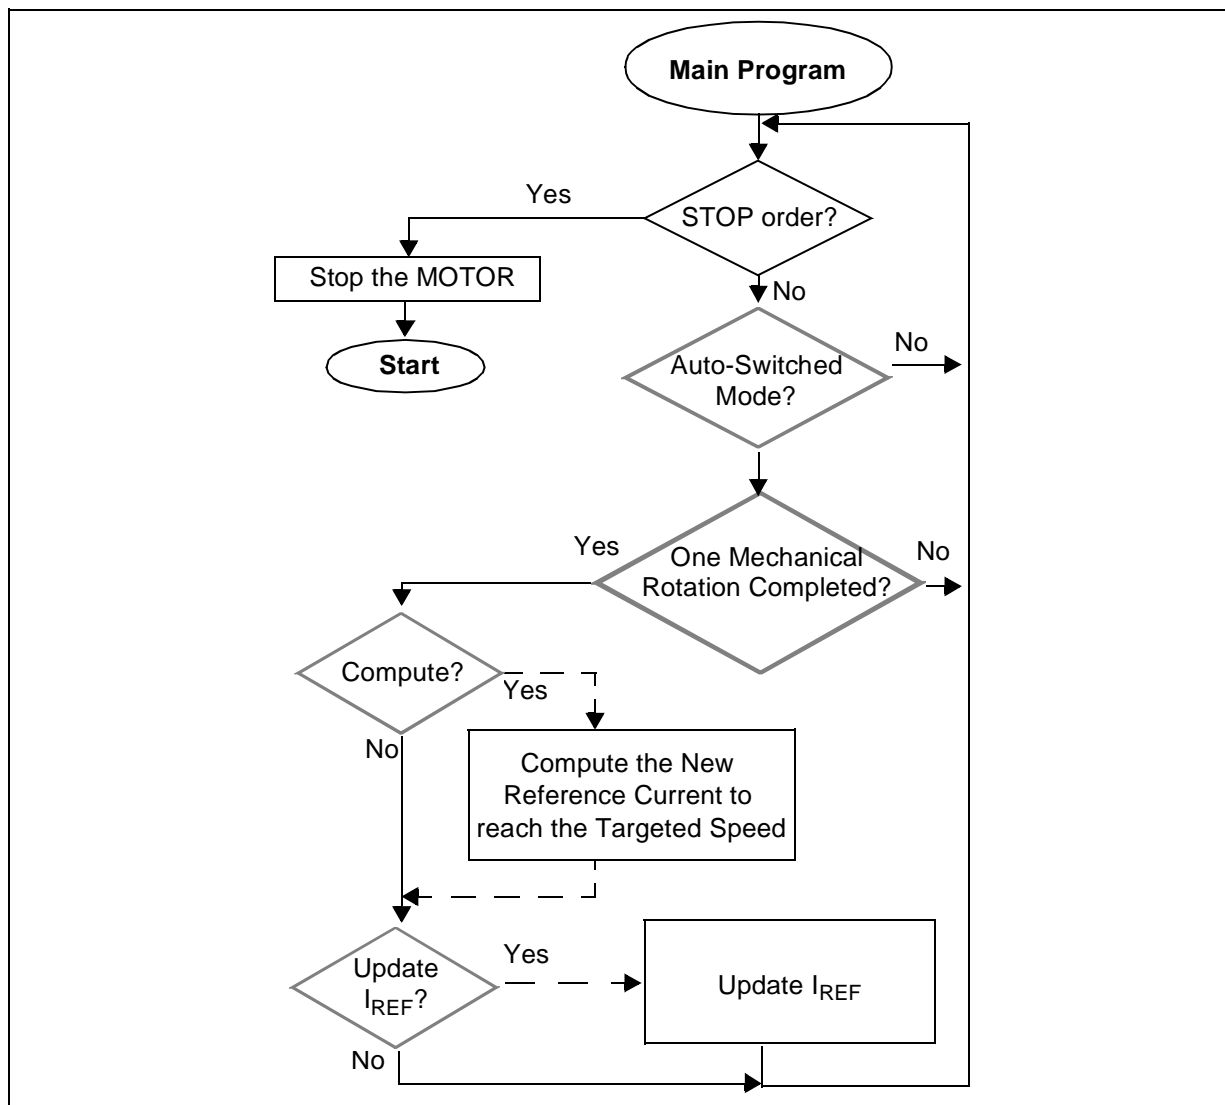 Main Program
Yes
STOP order?
Stop the MOTOR
No
Start
Auto-Switched
Mode?
No
Yes
One Mechanical
Rotation Completed?
No
Compute?
Yes
No
Compute the New
Reference Current to
reach the Targeted Speed
Update
IREF?
Yes
Update IREF
No